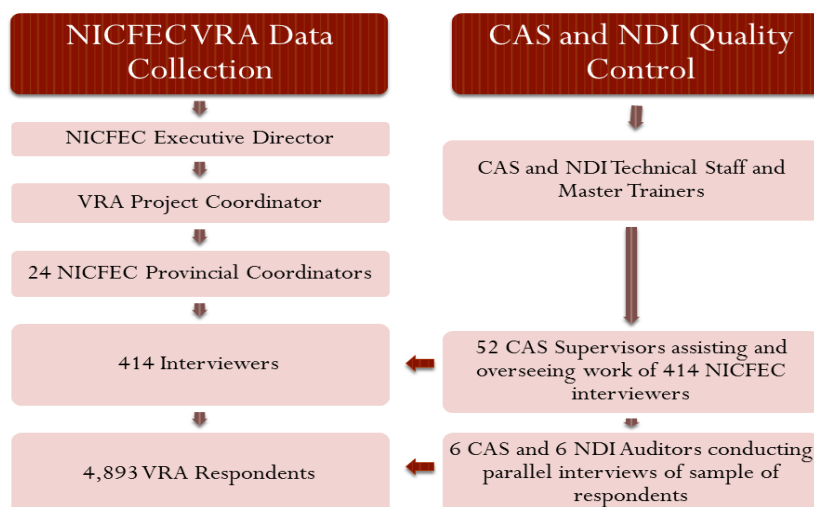 NICFEC VRA Data
Collection
NICFEC Executive Director
VRA Project Coordinator
24 NICFEC Provincial Coordinators
414 Interviewers
4,893 VRA Respondents
CAS and NDI Quality
Control
CAS and NDI Technical Staff and
Master Trainers
52 CAS Supervisors assisting and
overseeing work of 414 NICFEC
interviewers
6 CAS and 6 NDI Auditors conducting
parallel interviews of sample of
respondents